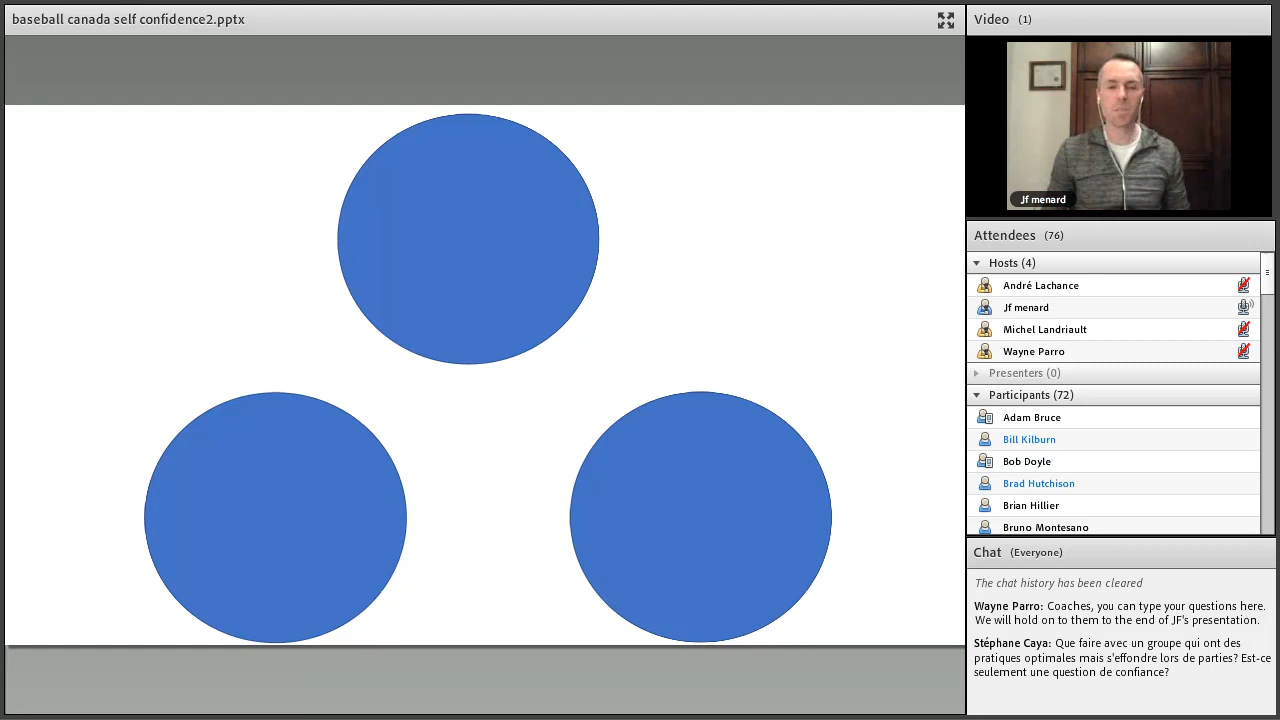 baseball canada self confidence2.pptx
Video (1)
Jf menard
Attendees (76)
Hosts (4)
André Lachance
Jf menard
Michel Landriault
Wayne Parro
Presenters (0)
Participants (72)
Adam Bruce
Bill Kilburn
Bob Doyle
Brad Hutchison
Brian Hillier
Bruno Montesano
Chat (Everyone)
The chat history has been cleared
Wayne Parro: Coaches, you can type your questions here.
We will hold on to them to the end of JF's presentation.
Stéphane Caya: Que faire avec un groupe qui ont des
pratiques optimales mais s'effondre lors de parties? Est-ce
seulement une question de confiance?